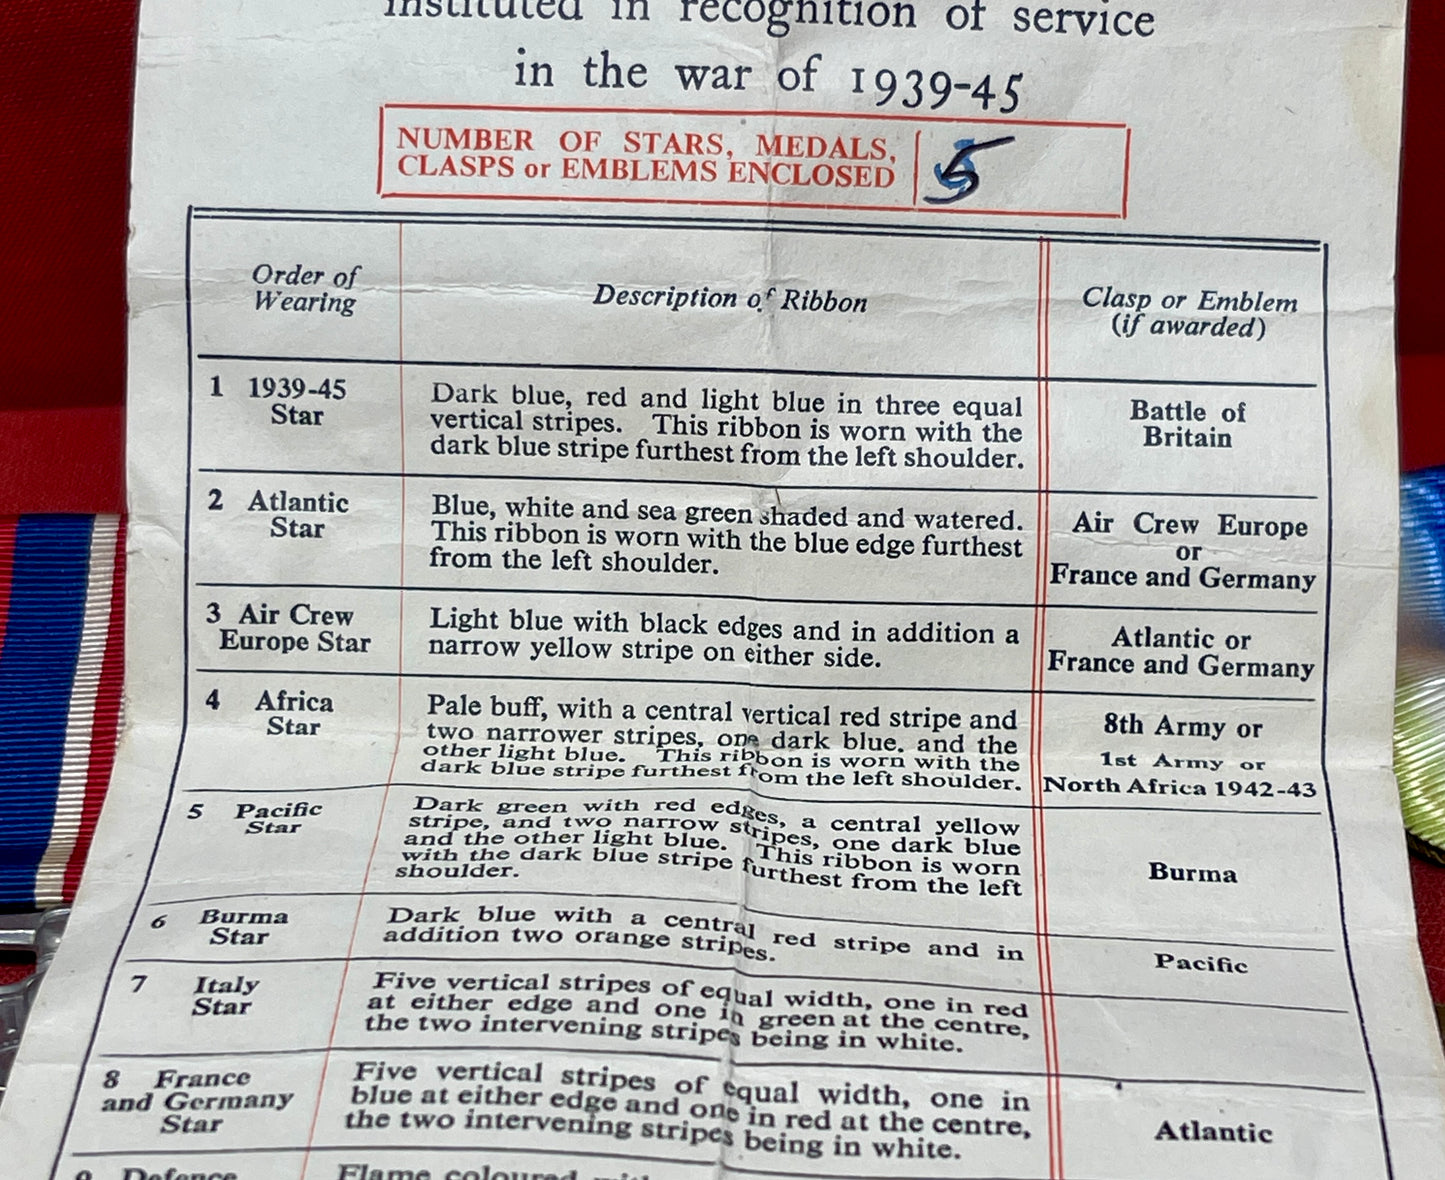 instituted in recognition of service
in the war of 1939-45
NUMBER OF STARS, MEDALS,
CLASPS or EMBLEMS ENCLOSED
5
Order of
Wearing
Description of Ribbon
Clasp or Emblem
(if awarded)
1 1939-45
Star
Dark blue, red and light blue in three equal
vertical stripes. This ribbon is worn with the
dark blue stripe furthest from the left shoulder.
Battle of
Britain
2 Atlantic
Star
Blue, white and sea green shaded and watered.
This ribbon is worn with the blue edge furthest
from the left shoulder.
Air Crew Europe
or
France and Germany
3 Air Crew
Europe Star
Light blue with black edges and in addition a
narrow yellow stripe on either side.
Atlantic or
France and Germany
4 Africa
Star
Pale buff, with a central vertical red stripe and
two narrower stripes, one dark blue, and the
other light blue. This ribbon is worn with the
dark blue stripe furthest from the left shoulder.
8th Army or
1st Army or
North Africa 1942-43
5 Pacific
Star
Dark green with red edges, a central yellow
stripe, and two narrow stripes, one dark blue
and the other light blue. This ribbon is worn
with the dark blue stripe furthest from the left
shoulder.
Burma
6 Burma
Star
Dark blue with a central red stripe and in
addition two orange stripes.
Pacific
7 Italy
Star
Five vertical stripes of equal width, one in red
at either edge and one in green at the centre,
the two intervening stripes being in white.
8 France
and Germany
Star
Five vertical stripes of equal width, one in
blue at either edge and one in red at the centre,
the two intervening stripes being in white.
Atlantic
9 Defence
Flame coloured with